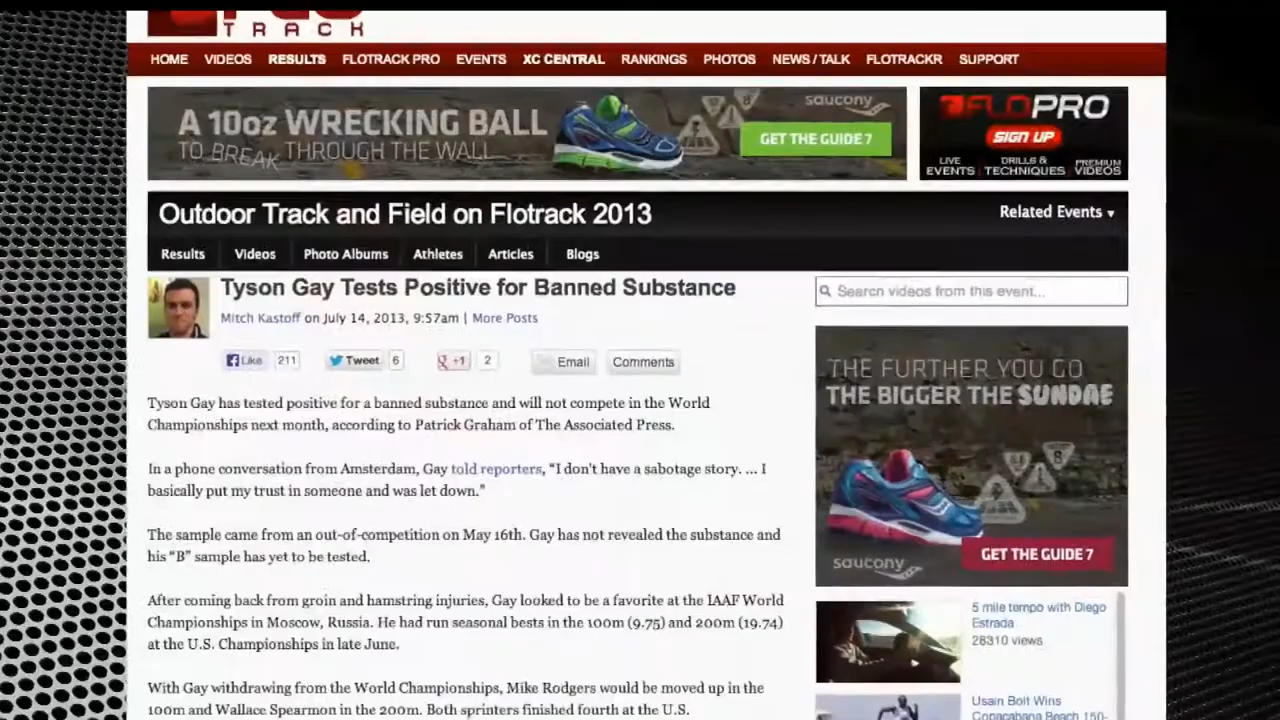 TRACK
HOME VIDEOS RESULTS FLOTRACK PRO EVENTS XC CENTRAL RANKINGS PHOTOS NEWS / TALK FLOTRACKR SUPPORT
A 10oz WRECKING BALL
TO BREAK THROUGH THE WALL
saucony
GET THE GUIDE 7
FLOPRO
SIGN UP
LIVE EVENTS
DRILLS & TECHNIQUES
PREMIUM VIDEOS
Outdoor Track and Field on Flotrack 2013
Related Events
Results Videos Photo Albums Athletes Articles Blogs
Tyson Gay Tests Positive for Banned Substance
Mitch Kastoff on July 14, 2013, 9:57am | More Posts
Like 211 Tweet 6 +1 2 Email Comments
Tyson Gay has tested positive for a banned substance and will not compete in the World
Championships next month, according to Patrick Graham of The Associated Press.
In a phone conversation from Amsterdam, Gay told reporters, “I don't have a sabotage story. ... I
basically put my trust in someone and was let down.”
The sample came from an out-of-competition on May 16th. Gay has not revealed the substance and
his “B” sample has yet to be tested.
After coming back from groin and hamstring injuries, Gay looked to be a favorite at the IAAF World
Championships in Moscow, Russia. He had run seasonal bests in the 100m (9.75) and 200m (19.74)
at the U.S. Championships in late June.
With Gay withdrawing from the World Championships, Mike Rodgers would be moved up in the
100m and Wallace Spearmon in the 200m. Both sprinters finished fourth at the U.S.
Search videos from this event...
THE FURTHER YOU GO
THE BIGGER THE SUNDAE
saucony
GET THE GUIDE 7
5 mile tempo with Diego
Estrada
28310 views
Usain Bolt Wins
Copacabana Beach 150-